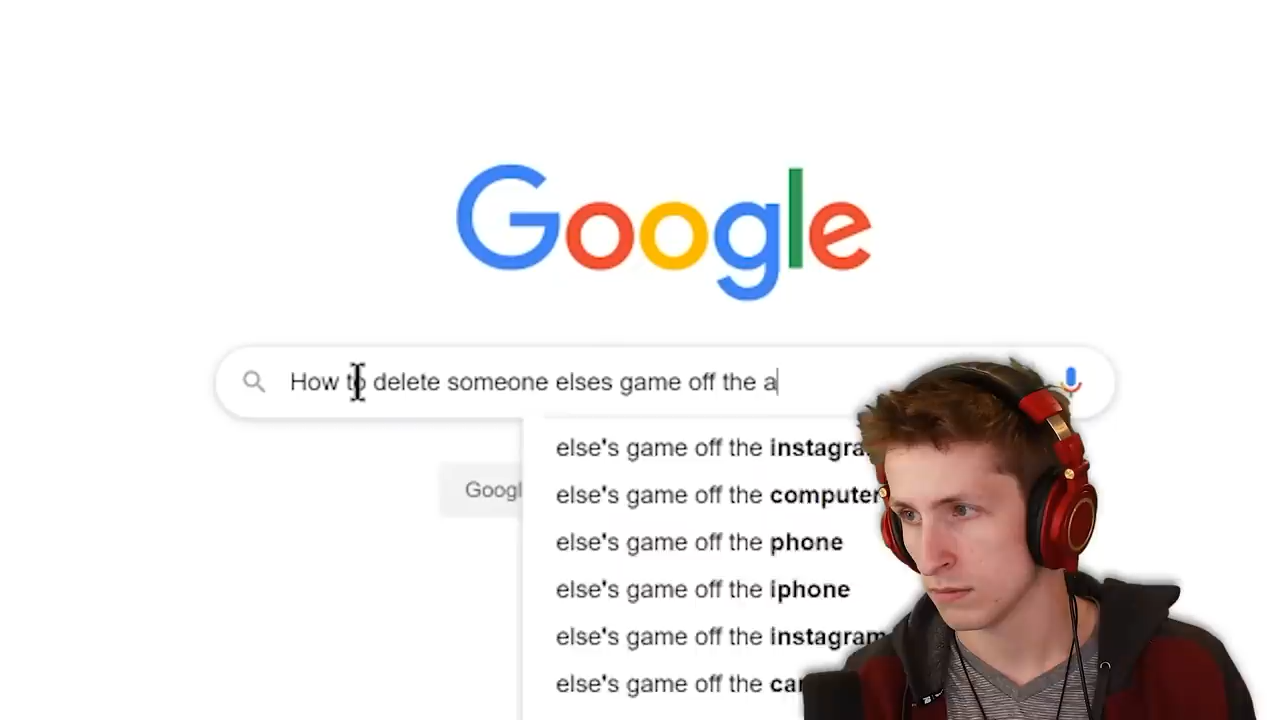 Google
How to delete someone elses game off the a
else's game off the instagra
Googl
else's game off the computer
else's game off the phone
else's game off the iphone
else's game off the instagram
else's game off the car